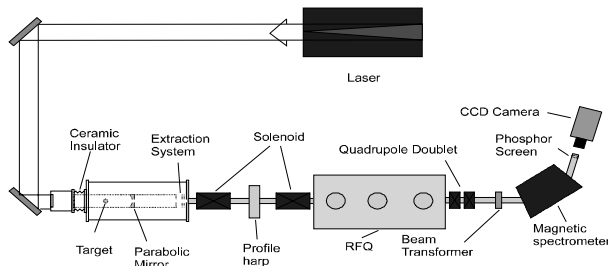 Laser
CCD Camera
Phosphor
Screen
Ceramic
Insulator
Extraction
System
Solenoid
Quadrupole Doublet
Target
Parabolic
Mirror
Profile
harp
RFQ
Beam
Transformer
Magnetic
spectrometer